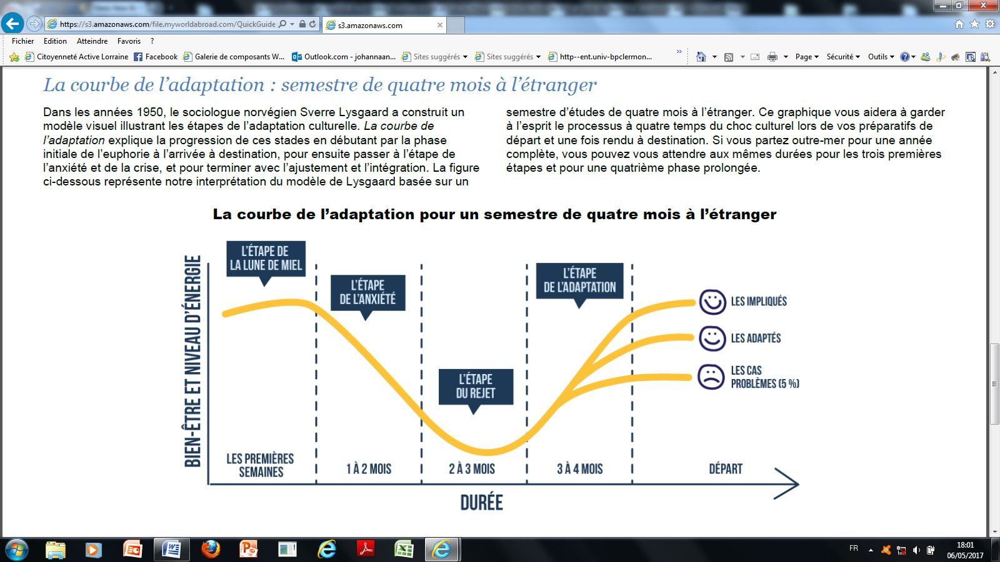 https://s3.amazonaws.com/file.myworldabroad.com/QuickGuide
s3.amazonaws.com
Fichier Edition Atteindre Favoris ?
Citoyenneté Active Lorraine Facebook Galerie de composants W... Outlook.com - johannaan... Sites suggérés Sites suggérés http--ent.univ-bpclermon... » Page Sécurité Outils
La courbe de l’adaptation : semestre de quatre mois à l’étranger
Dans les années 1950, le sociologue norvégien Sverre Lysgaard a construit un
modèle visuel illustrant les étapes de l’adaptation culturelle. La courbe de
l’adaptation explique la progression de ces stades en débutant par la phase
initiale de l’euphorie à l’arrivée à destination, pour ensuite passer à l’étape de
l’anxiété et de la crise, et pour terminer avec l’ajustement et l’intégration. La figure
ci-dessous représente notre interprétation du modèle de Lysgaard basée sur un
semestre d’études de quatre mois à l’étranger. Ce graphique vous aidera à garder
à l’esprit le processus à quatre temps du choc culturel lors de vos préparatifs de
départ et une fois rendu à destination. Si vous partez outre-mer pour une année
complète, vous pouvez vous attendre aux mêmes durées pour les trois premières
étapes et pour une quatrième phase prolongée.
La courbe de l’adaptation pour un semestre de quatre mois à l’étranger
BIEN-ÊTRE ET NIVEAU D’ÉNERGIE
L’ÉTAPE DE
LA LUNE DE MIEL
L’ÉTAPE
DE L’ANXIÉTÉ
L’ÉTAPE
DU REJET
L’ÉTAPE
DE L’ADAPTATION
LES IMPLIQUÉS
LES ADAPTÉS
LES CAS
PROBLÈMES (5 %)
LES PREMIÈRES
SEMAINES
1 À 2 MOIS
2 À 3 MOIS
3 À 4 MOIS
DÉPART
DURÉE
FR
18:01
06/05/2017